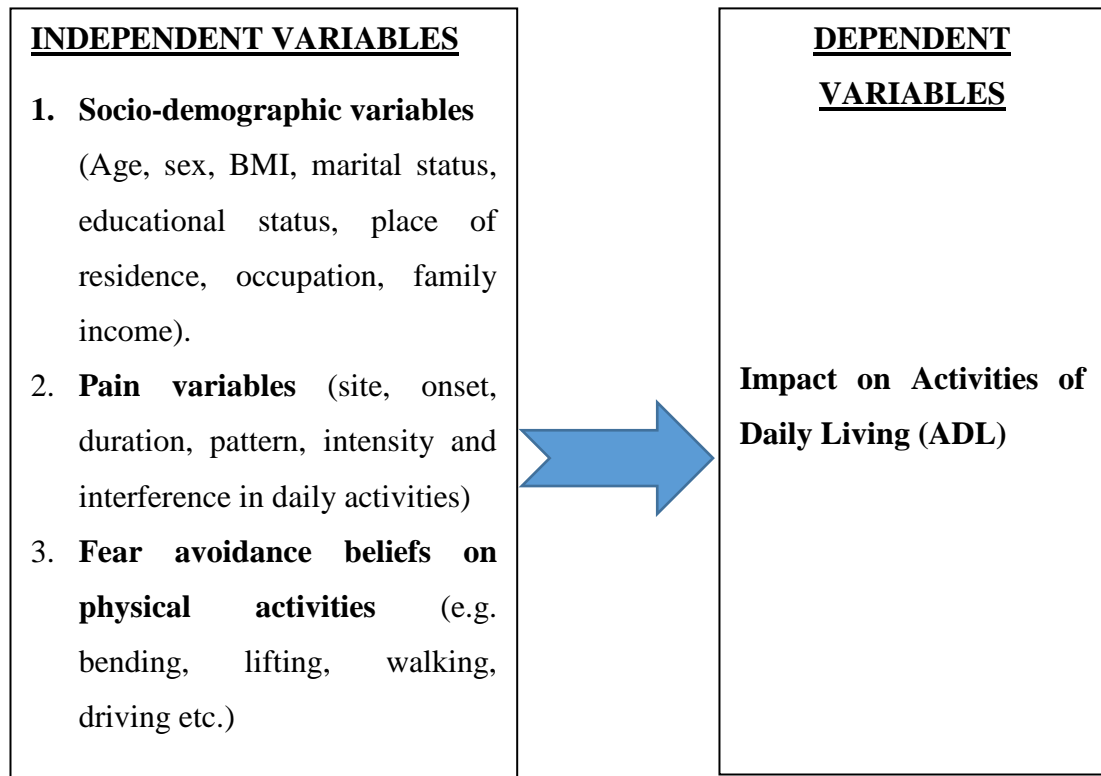 INDEPENDENT VARIABLES
1. Socio-demographic variables
(Age, sex, BMI, marital status,
educational status, place of
residence, occupation, family
income).
2. Pain variables (site, onset,
duration, pattern, intensity and
interference in daily activities)
3. Fear avoidance beliefs on
physical activities (e.g.
bending, lifting, walking,
driving etc.)
DEPENDENT
VARIABLES
Impact on Activities of
Daily Living (ADL)